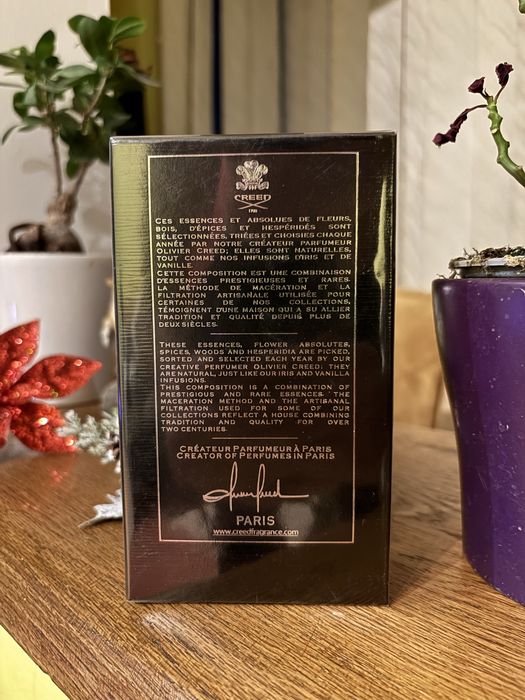 CREED
1760
CES ESSENCES ET ABSOLUES DE FLEURS,
BOIS, D'ÉPICES ET HESPÉRIDÉS SONT
SÉLECTIONNÉES, TRIÉES ET CHOISIES CHAQUE
ANNÉE PAR NOTRE CRÉATEUR PARFUMEUR
OLIVIER CREED; ELLES SONT NATURELLES,
TOUT COMME NOS INFUSIONS D'IRIS ET DE
VANILLE.
CETTE COMPOSITION EST UNE COMBINAISON
D'ESSENCES PRESTIGIEUSES ET RARES.
LA MÉTHODE DE MACÉRATION ET LA
FILTRATION ARTISANALE UTILISÉE POUR
CERTAINES DE NOS COLLECTIONS,
TÉMOIGNENT D'UNE MAISON QUI A SU ALLIER
TRADITION ET QUALITÉ DEPUIS PLUS DE
DEUX SIÈCLES.
THESE ESSENCES, FLOWER ABSOLUTES,
SPICES, WOODS AND HESPERIDIA ARE PICKED,
SORTED AND SELECTED EACH YEAR BY OUR
CREATIVE PERFUMER OLIVIER CREED; THEY
ARE NATURAL, JUST LIKE OUR IRIS AND VANILLA
INFUSIONS.
THIS COMPOSITION IS A COMBINATION OF
PRESTIGIOUS AND RARE ESSENCES. THE
MACERATION METHOD AND THE ARTISANAL
FILTRATION USED FOR SOME OF OUR
COLLECTIONS REFLECT A HOUSE COMBINING
TRADITION AND QUALITY FOR OVER
TWO CENTURIES.
CRÉATEUR PARFUMEUR À PARIS
CREATOR OF PERFUMES IN PARIS
PARIS
www.creedfragrance.com